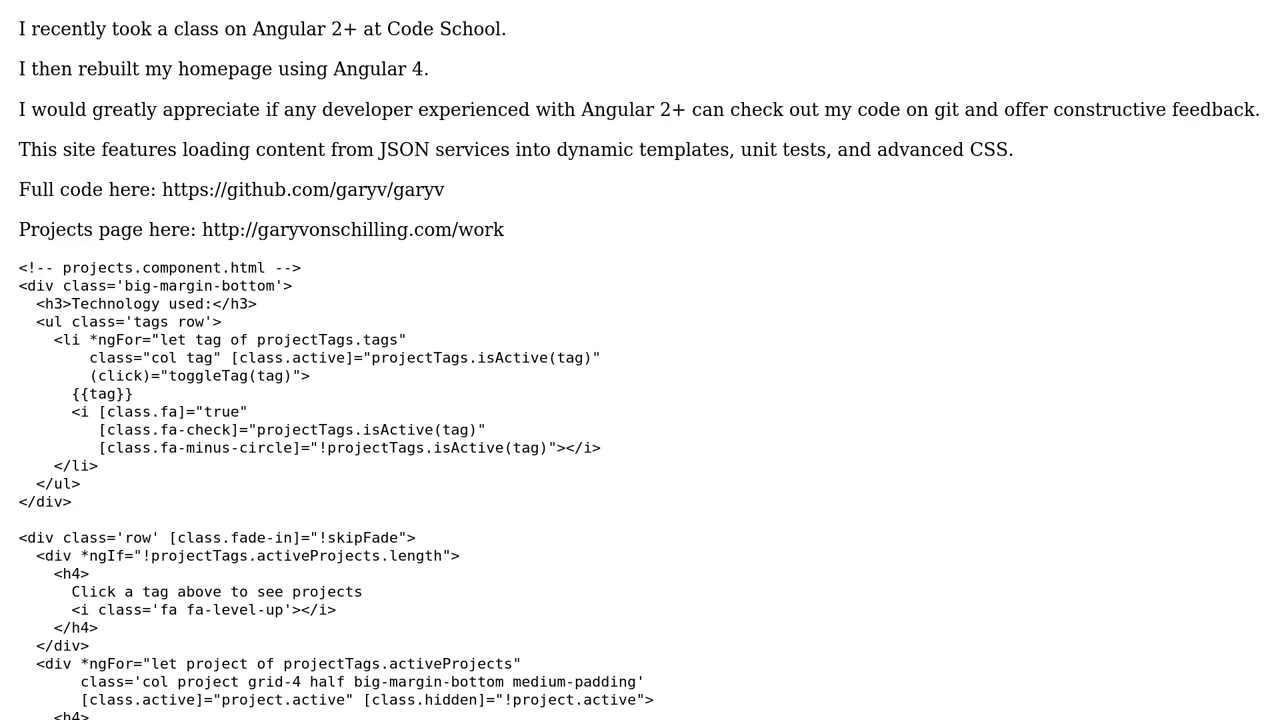 I recently took a class on Angular 2+ at Code School.
I then rebuilt my homepage using Angular 4.
I would greatly appreciate if any developer experienced with Angular 2+ can check out my code on git and offer constructive feedback.
This site features loading content from JSON services into dynamic templates, unit tests, and advanced CSS.
Full code here: https://github.com/garyv/garyv
Projects page here: http://garyvonschilling.com/work
<!-- projects.component.html -->
<div class='big-margin-bottom'>
  <h3>Technology used:</h3>
  <ul class='tags row'>
    <li *ngFor="let tag of projectTags.tags"
        class="col tag" [class.active]="projectTags.isActive(tag)"
        (click)="toggleTag(tag)">
      {{tag}}
      <i [class.fa]="true"
         [class.fa-check]="projectTags.isActive(tag)"
         [class.fa-minus-circle]="!projectTags.isActive(tag)"></i>
    </li>
  </ul>
</div>
<div class='row' [class.fade-in]="!skipFade">
  <div *ngIf="!projectTags.activeProjects.length">
    <h4>
      Click a tag above to see projects
      <i class='fa fa-level-up'></i>
    </h4>
  </div>
  <div *ngFor="let project of projectTags.activeProjects"
       class='col project grid-4 half big-margin-bottom medium-padding'
       [class.active]="project.active" [class.hidden]="!project.active">
    <h4>